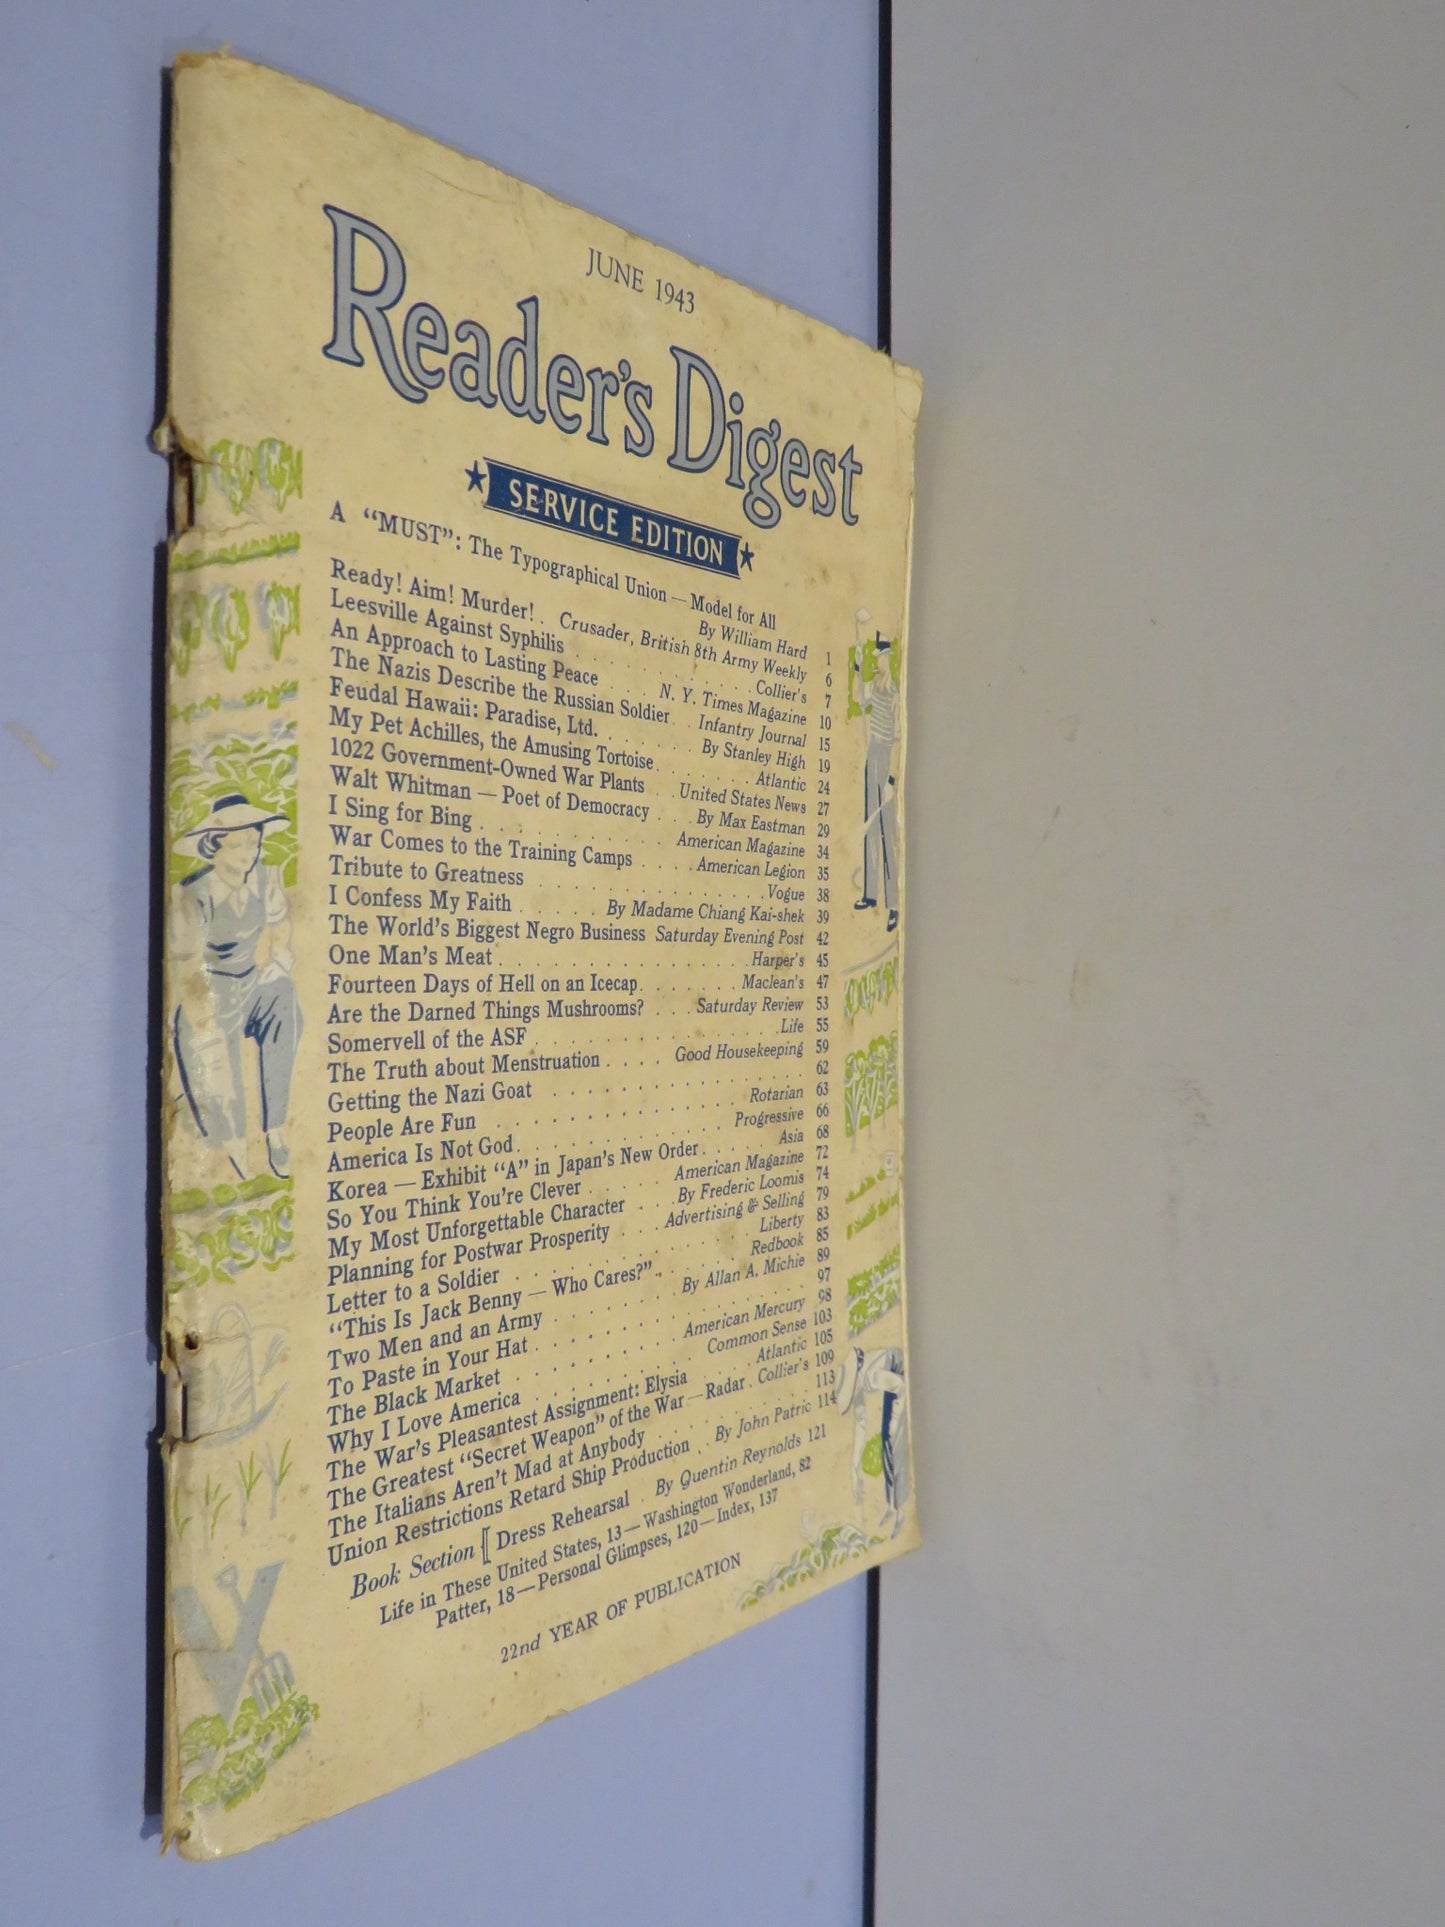 JUNE 1943
Reader's Digest
SERVICE EDITION
A "MUST": The Typographical Union — Model for All
By William Hard 1
Ready! Aim! Murder! . Crusader, British 8th Army Weekly 6
Leesville Against Syphilis . . . . . . . Collier's 7
An Approach to Lasting Peace . . . N. Y. Times Magazine 10
The Nazis Describe the Russian Soldier . . Infantry Journal 15
Feudal Hawaii: Paradise, Ltd. . . . . . By Stanley High 19
My Pet Achilles, the Amusing Tortoise . . . . . Atlantic 24
1022 Government-Owned War Plants . . United States News 27
Walt Whitman — Poet of Democracy . . . By Max Eastman 29
I Sing for Bing . . . . . . . . . American Magazine 34
War Comes to the Training Camps . . . . American Legion 35
Tribute to Greatness . . . . . . . . . . . Vogue 38
I Confess My Faith . . . . . By Madame Chiang Kai-shek 39
The World's Biggest Negro Business Saturday Evening Post 42
One Man's Meat . . . . . . . . . . . . Harper's 45
Fourteen Days of Hell on an Icecap . . . . . . Maclean's 47
Are the Darned Things Mushrooms? . . . Saturday Review 53
Somervell of the ASF . . . . . . . . . . . . Life 55
The Truth about Menstruation . . . . Good Housekeeping 59
Getting the Nazi Goat . . . . . . . . . . . . 62
People Are Fun . . . . . . . . . . . Rotarian 63
America Is Not God . . . . . . . . . . Progressive 66
Korea — Exhibit "A" in Japan's New Order . . . . . Asia 68
So You Think You're Clever . . . . . American Magazine 72
My Most Unforgettable Character . . . By Frederic Loomis 74
Planning for Postwar Prosperity . . . Advertising & Selling 79
Letter to a Soldier . . . . . . . . . . . Liberty 83
"This Is Jack Benny — Who Cares?" . . . . . Redbook 85
Two Men and an Army . . . . . . . By Allan A. Michie 89
To Paste in Your Hat . . . . . . . . . . . . 97
The Black Market . . . . . . . . American Mercury 98
Why I Love America . . . . . . . . Common Sense 103
The War's Pleasantest Assignment: Elysia . . . . Atlantic 105
The Greatest "Secret Weapon" of the War — Radar . Collier's 109
The Italians Aren't Mad at Anybody . . . . . . . . 113
Union Restrictions Retard Ship Production . . By John Patric 114
Book Section [ Dress Rehearsal . By Quentin Reynolds 121
Life in These United States, 13 — Washington Wonderland, 82
Patter, 18 — Personal Glimpses, 120 — Index, 137
22nd YEAR OF PUBLICATION